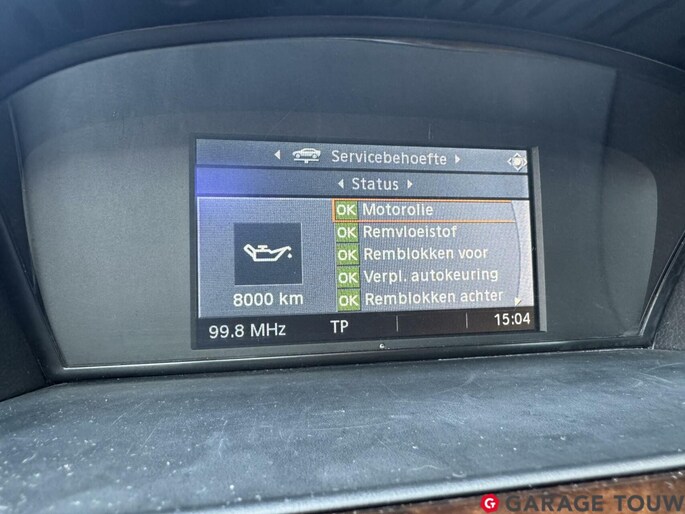 Servicebehoefte
Status
OK Motorolie
OK Remvloeistof
OK Remblokken voor
OK Verpl. autokeuring
OK Remblokken achter
8000 km
99.8 MHz TP 15:04
G GARAGE TOUW